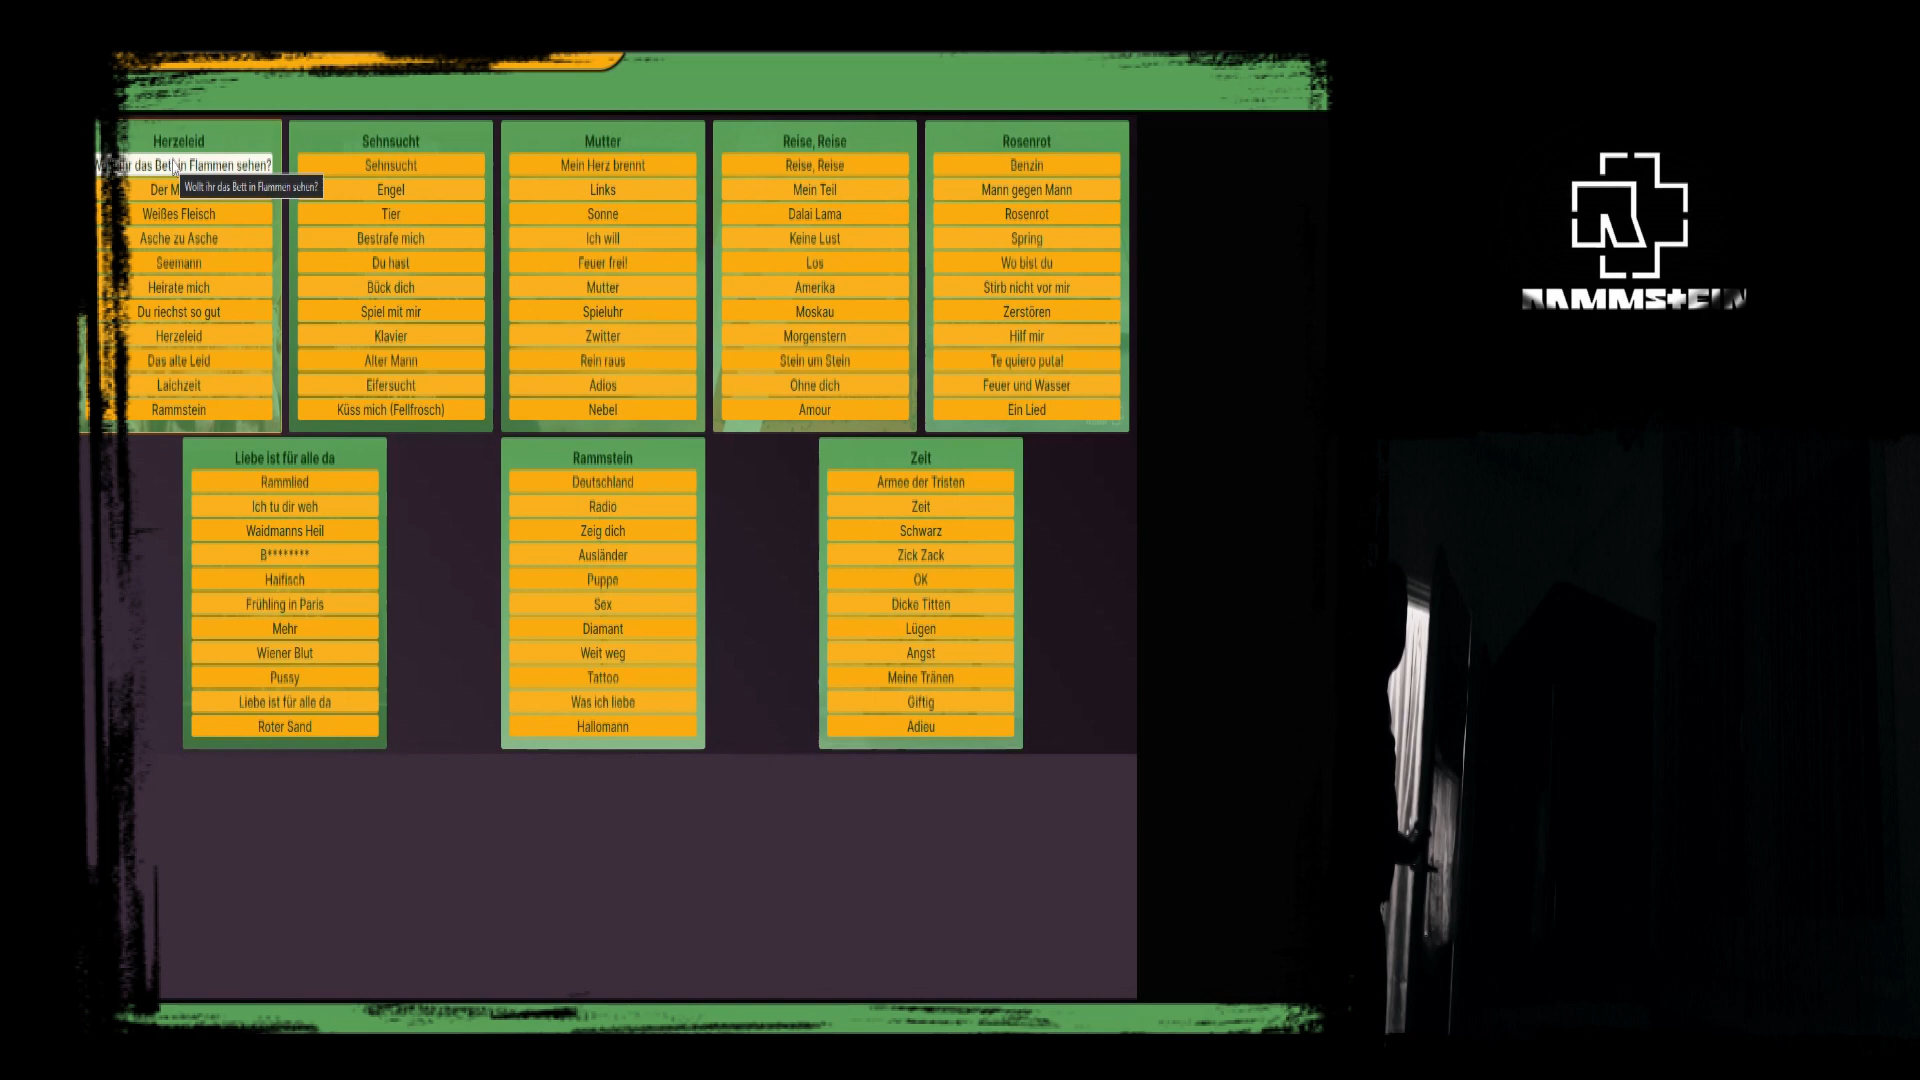 Herzeleid
ihr das Bett in Flammen sehen?
Wollt ihr das Bett in Flammen sehen?
Der M
Weißes Fleisch
Asche zu Asche
Seemann
Heirate mich
Du riechst so gut
Herzeleid
Das alte Leid
Laichzeit
Rammstein
Sehnsucht
Sehnsucht
Engel
Tier
Bestrafe mich
Du hast
Bück dich
Spiel mit mir
Klavier
Alter Mann
Eifersucht
Küss mich (Fellfrosch)
Mutter
Mein Herz brennt
Links
Sonne
Ich will
Feuer frei!
Mutter
Spieluhr
Zwitter
Rein raus
Adios
Nebel
Reise, Reise
Reise, Reise
Mein Teil
Dalai Lama
Keine Lust
Los
Amerika
Moskau
Morgenstern
Stein um Stein
Ohne dich
Amour
Rosenrot
Benzin
Mann gegen Mann
Rosenrot
Spring
Wo bist du
Stirb nicht vor mir
Zerstören
Hilf mir
Te quiero puta!
Feuer und Wasser
Ein Lied
Liebe ist für alle da
Rammlied
Ich tu dir weh
Waidmanns Heil
B********
Haifisch
Frühling in Paris
Mehr
Wiener Blut
Pussy
Liebe ist für alle da
Roter Sand
Rammstein
Deutschland
Radio
Zeig dich
Ausländer
Puppe
Sex
Diamant
Weit weg
Tattoo
Was ich liebe
Hallomann
Zeit
Armee der Tristen
Zeit
Schwarz
Zick Zack
OK
Dicke Titten
Lügen
Angst
Meine Tränen
Giftig
Adieu
RAMMSTEIN